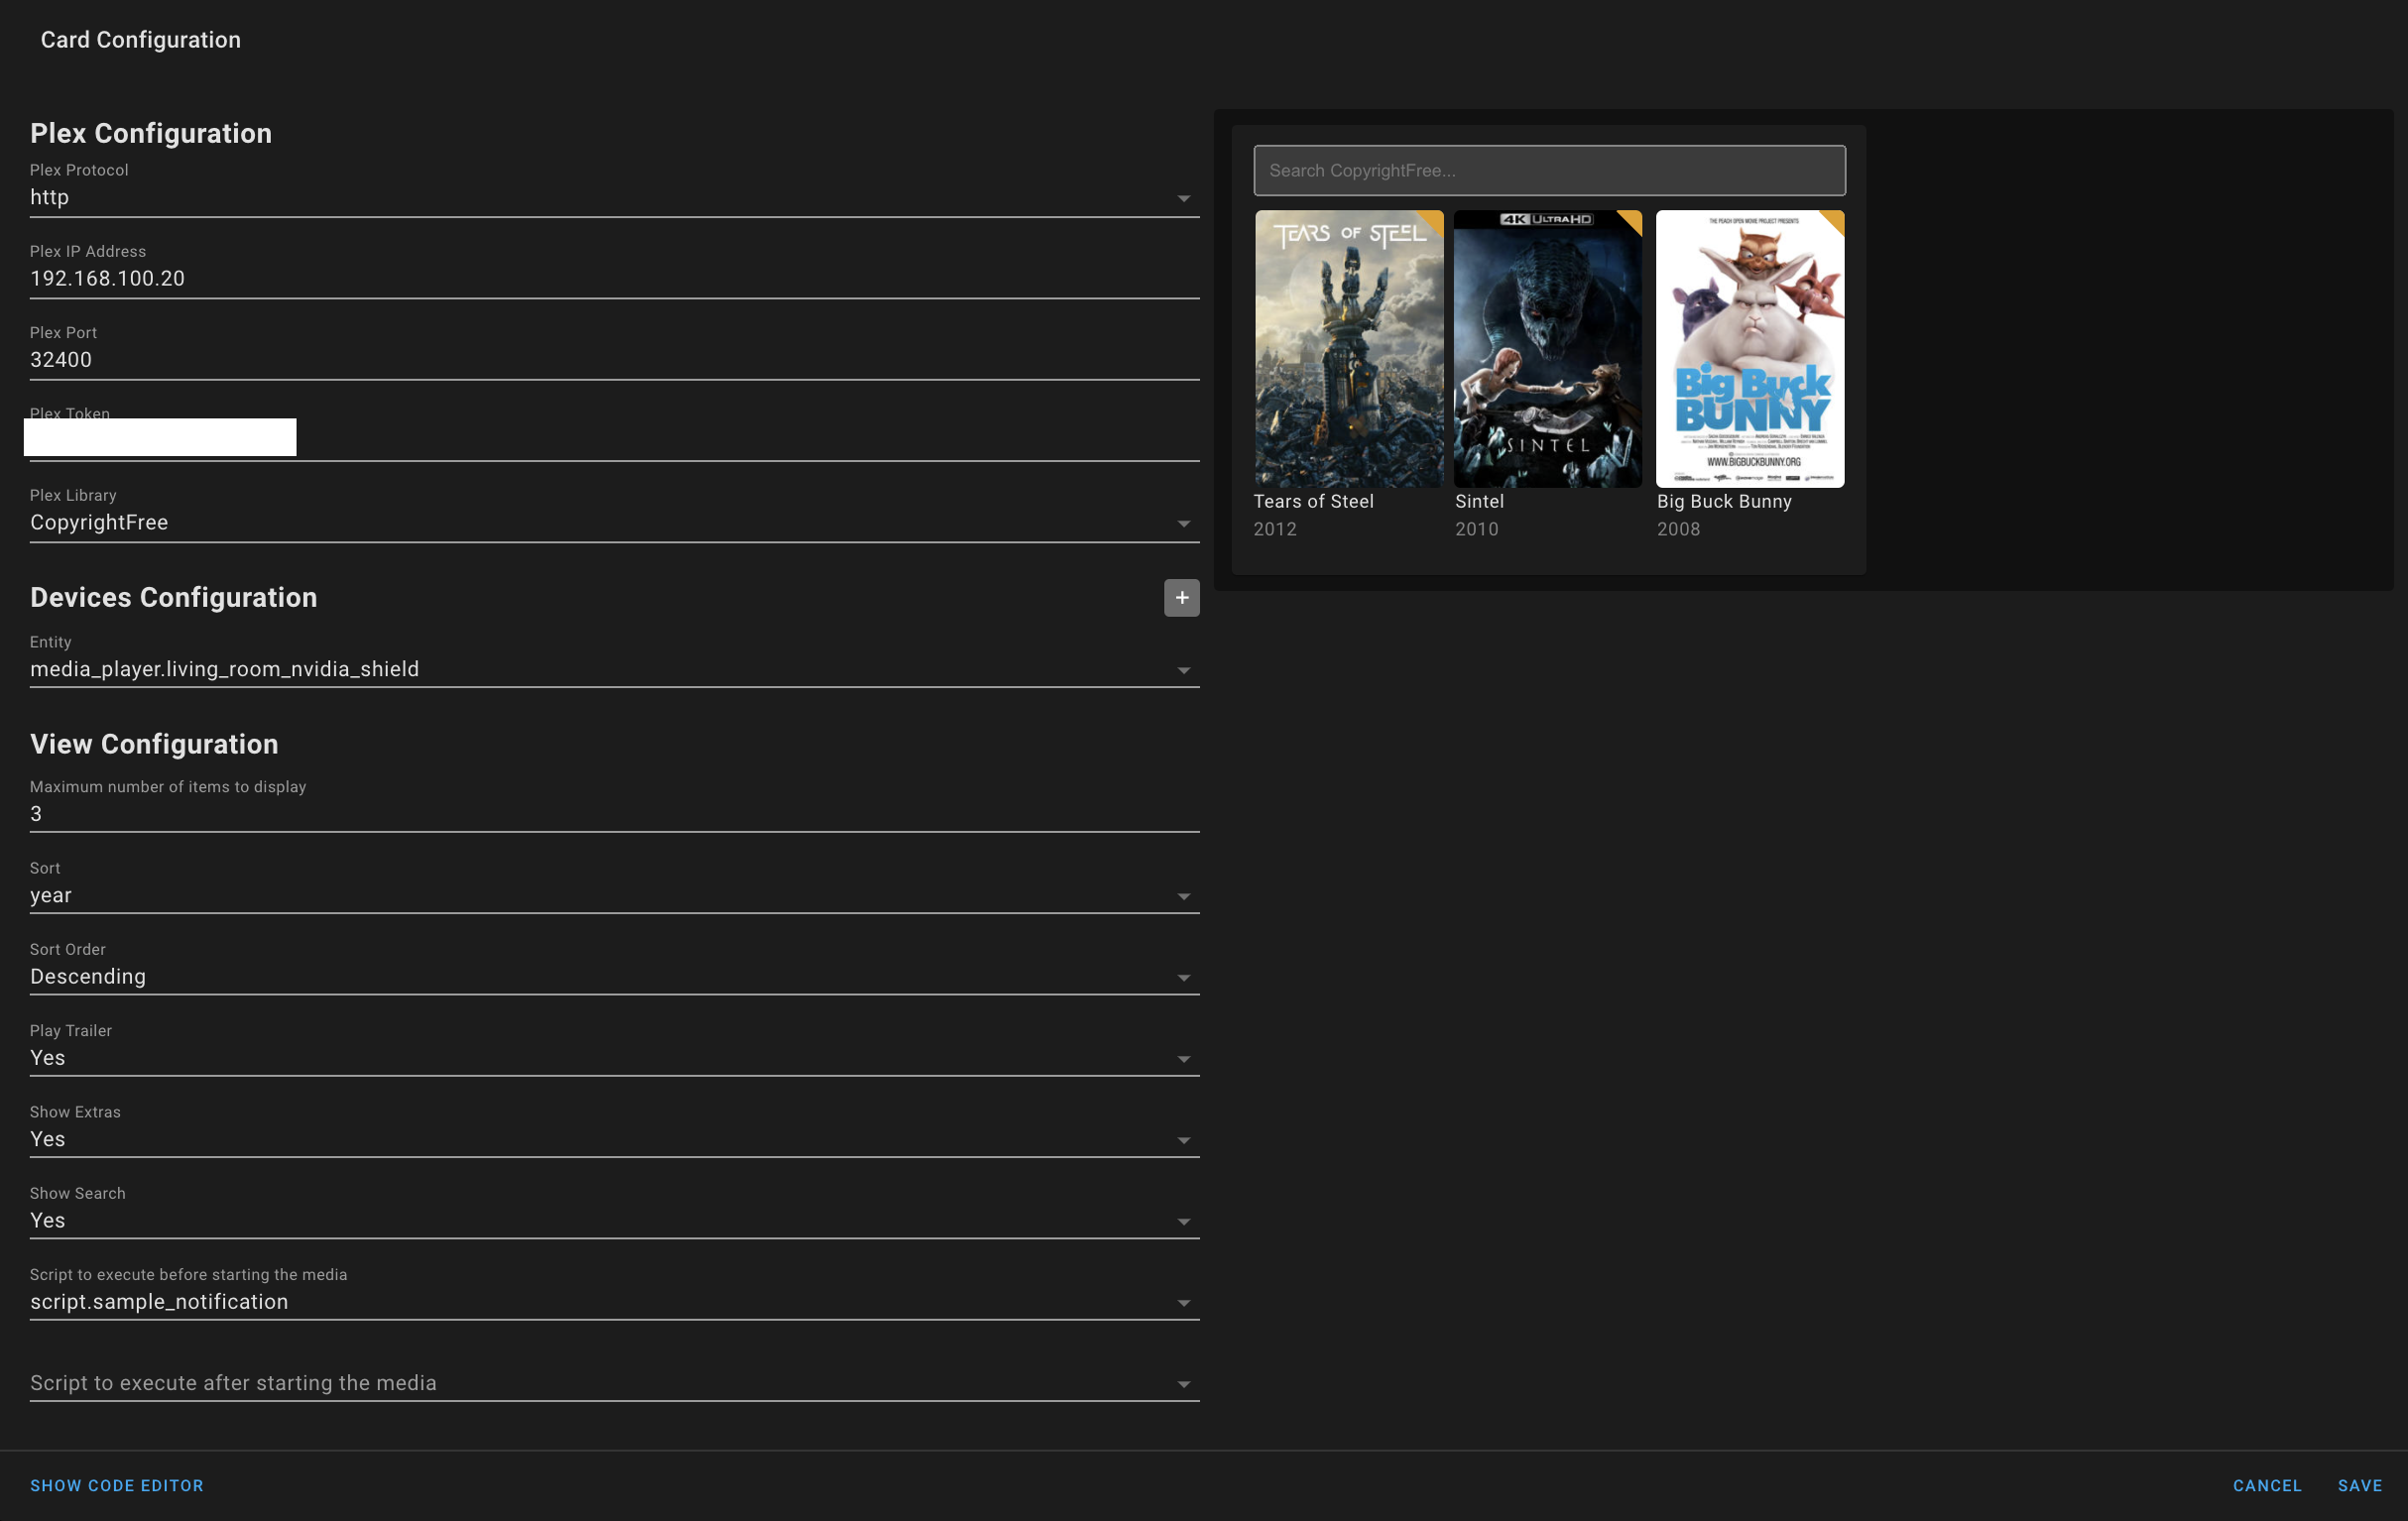 Card Configuration
Plex Configuration
Plex Protocol
http
Plex IP Address
192.168.100.20
Plex Port
32400
Plex Token
Plex Library
CopyrightFree
Devices Configuration
+
Entity
media_player.living_room_nvidia_shield
View Configuration
Maximum number of items to display
3
Sort
year
Sort Order
Descending
Play Trailer
Yes
Show Extras
Yes
Show Search
Yes
Script to execute before starting the media
script.sample_notification
Script to execute after starting the media
Search CopyrightFree...
TEARS OF STEEL
Tears of Steel
2012
4K ULTRA HD
SINTEL
Sintel
2010
THE PEACH OPEN MOVIE PROJECT PRESENTS
Big Buck
BUNNY
WWW.BIGBUCKBUNNY.ORG
Big Buck Bunny
2008
SHOW CODE EDITOR
CANCEL
SAVE